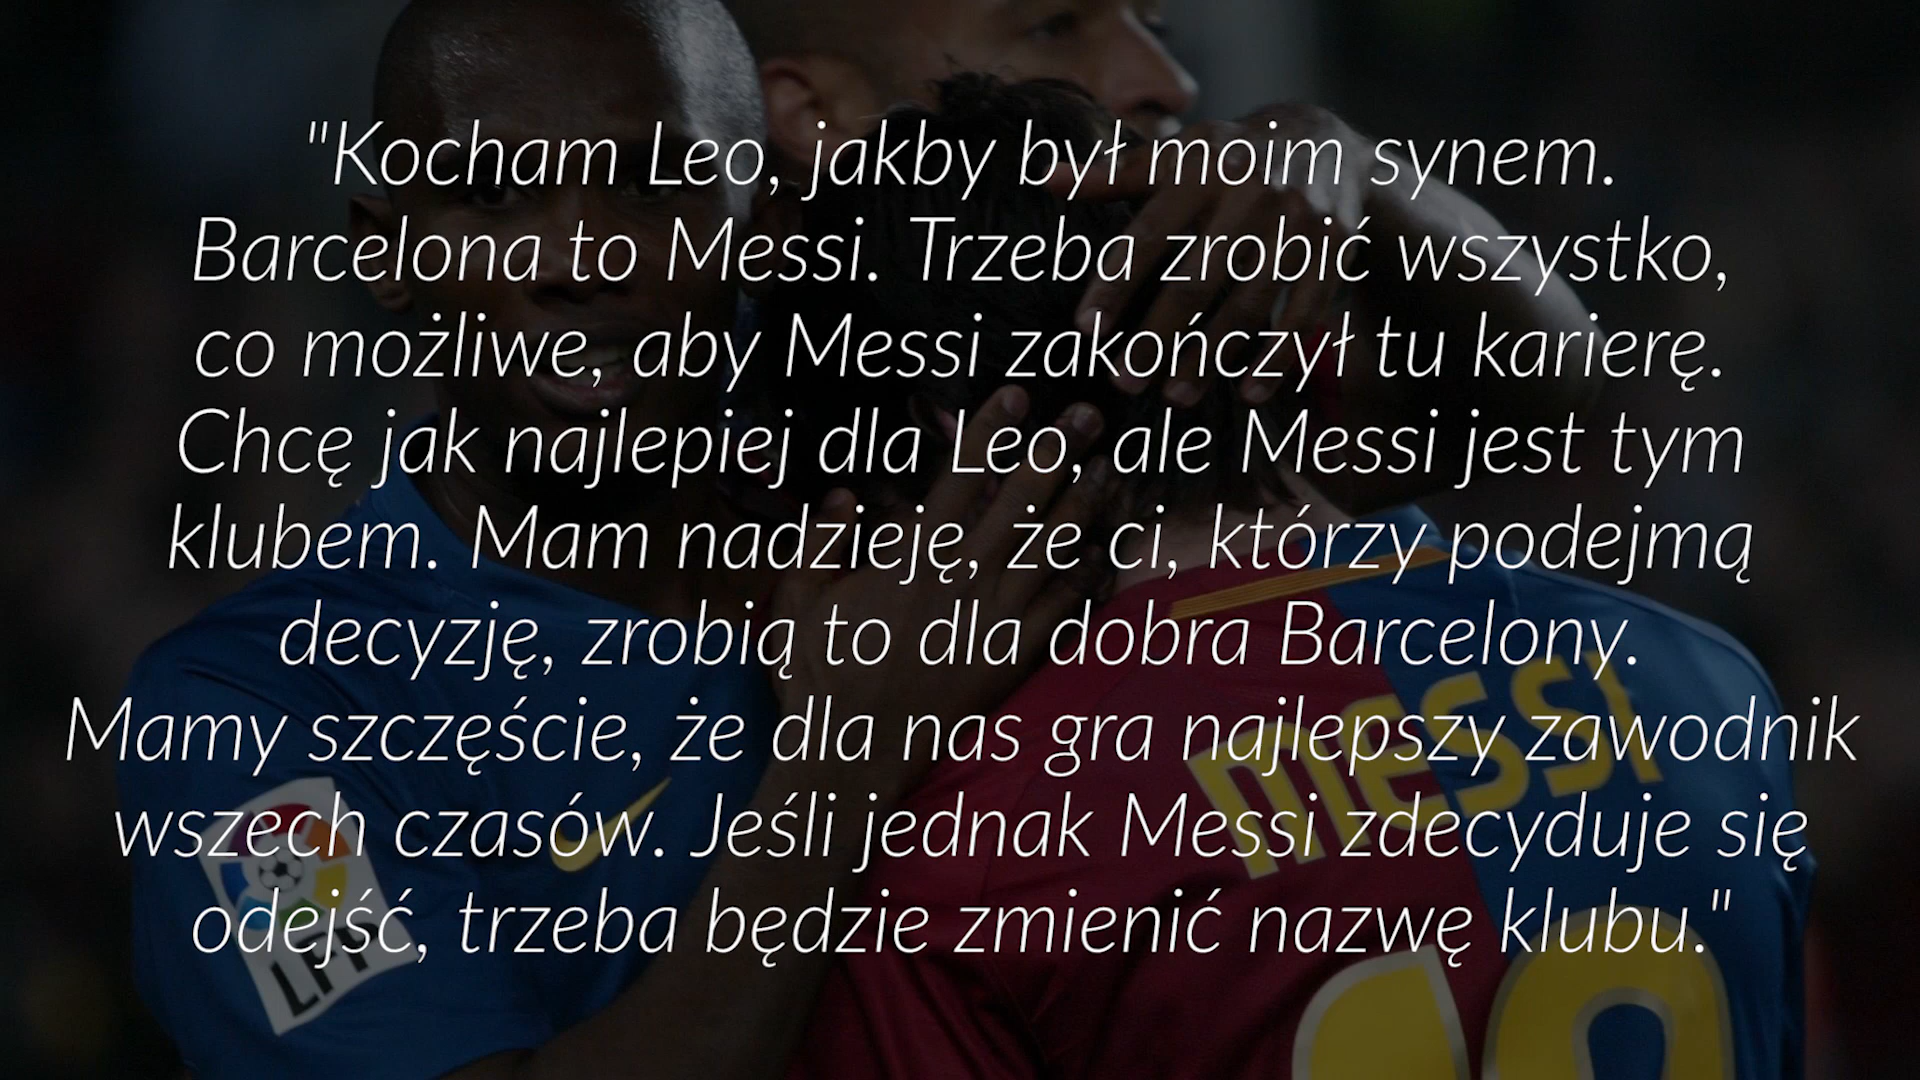 "Kocham Leo, jakby był moim synem.
Barcelona to Messi. Trzeba zrobić wszystko,
co możliwe, aby Messi zakończył tu karierę.
Chcę jak najlepiej dla Leo, ale Messi jest tym
klubem. Mam nadzieję, że ci, którzy podejmą
decyzję, zrobią to dla dobra Barcelony.
Mamy szczęście, że dla nas gra najlepszy zawodnik
wszech czasów. Jeśli jednak Messi zdecyduje się
odejść, trzeba będzie zmienić nazwę klubu."
MESSI
LFP